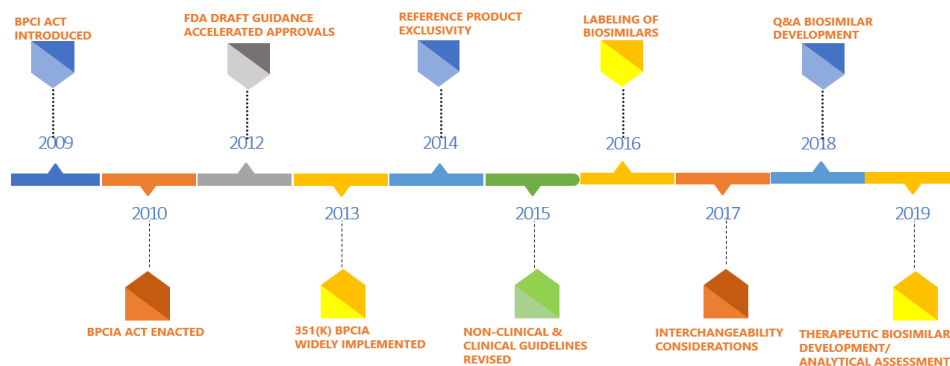 BPCI ACT
INTRODUCED
FDA DRAFT GUIDANCE
ACCELERATED APPROVALS
REFERENCE PRODUCT
EXCLUSIVITY
LABELING OF
BIOSIMILARS
Q&A BIOSIMILAR
DEVELOPMENT
2009
2012
2014
2016
2018
2010
2013
2015
2017
2019
BPCIA ACT ENACTED
351(K) BPCIA
WIDELY IMPLEMENTED
NON-CLINICAL &
CLINICAL GUIDELINES
REVISED
INTERCHANGEABILITY
CONSIDERATIONS
THERAPEUTIC BIOSIMILAR
DEVELOPMENT/
ANALYTICAL ASSESSMENT